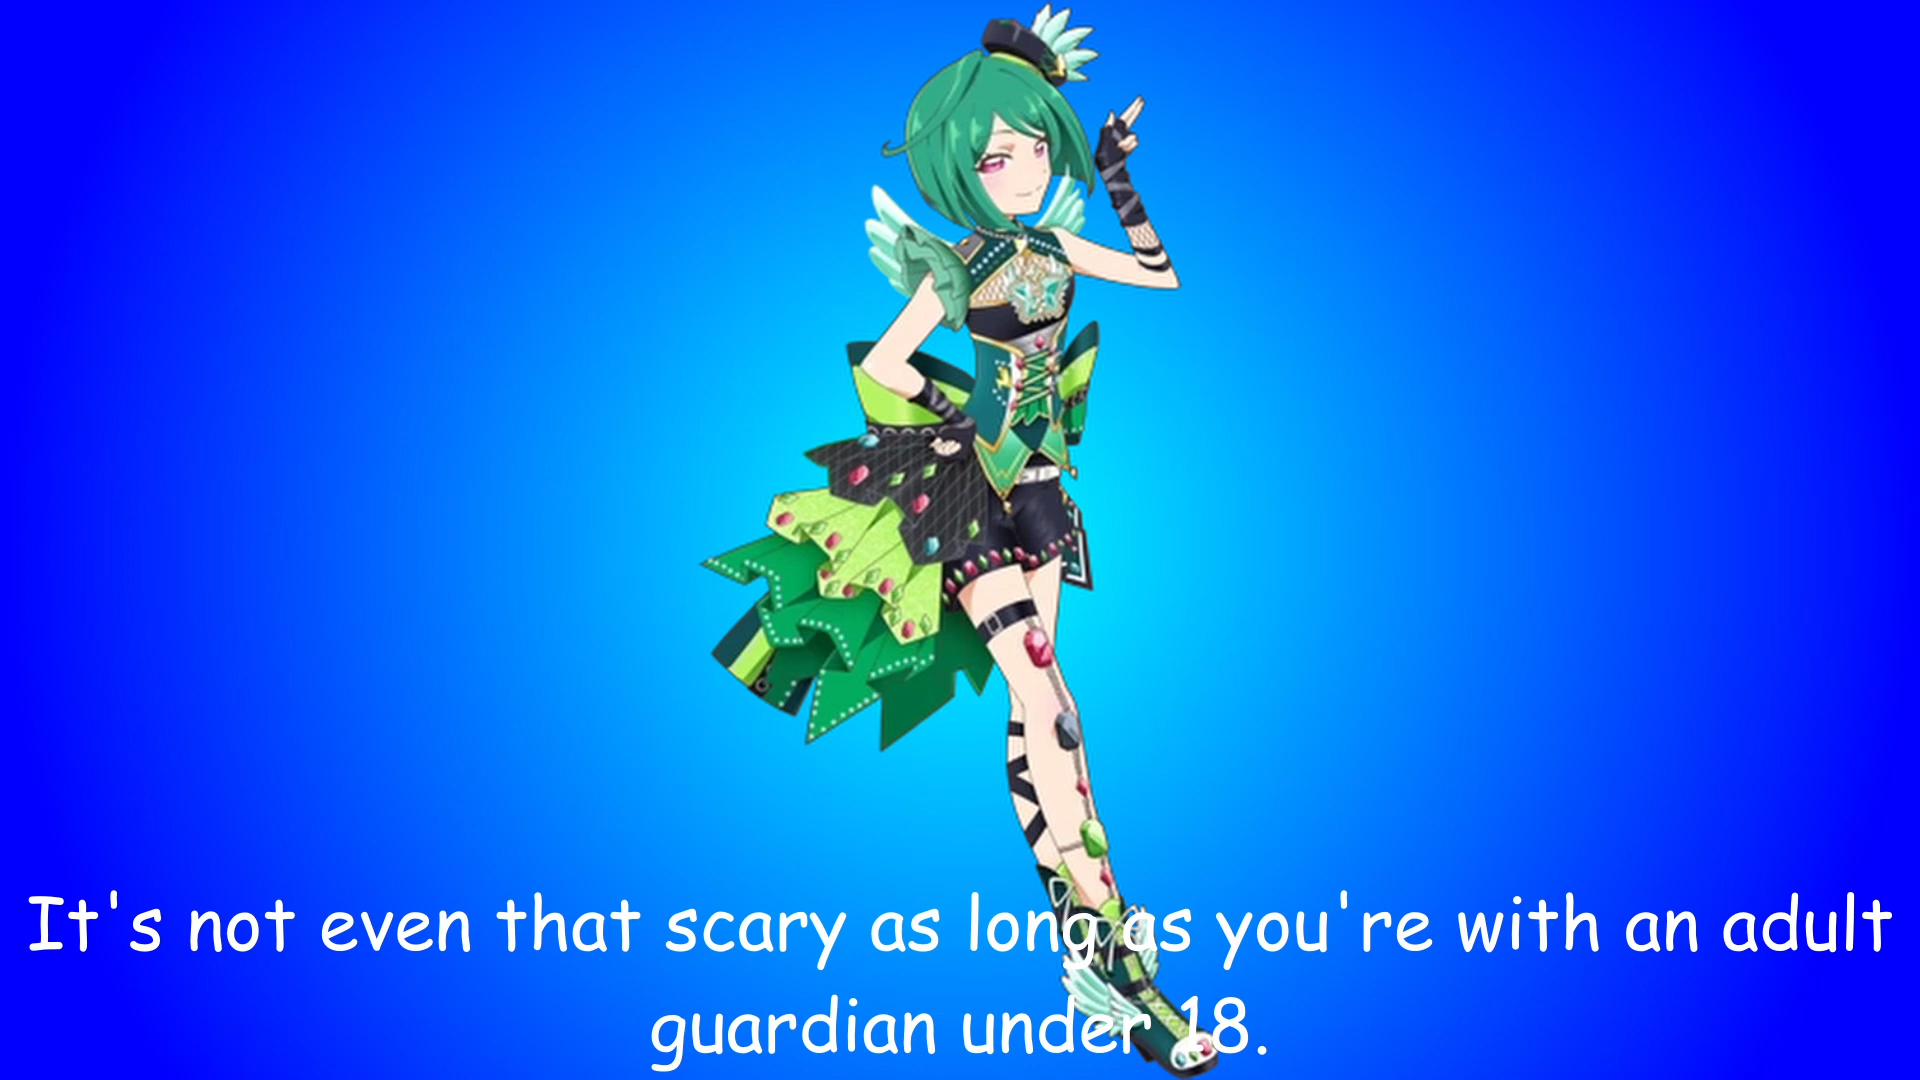 It's not even that scary as long as you're with an adult
guardian under 18.